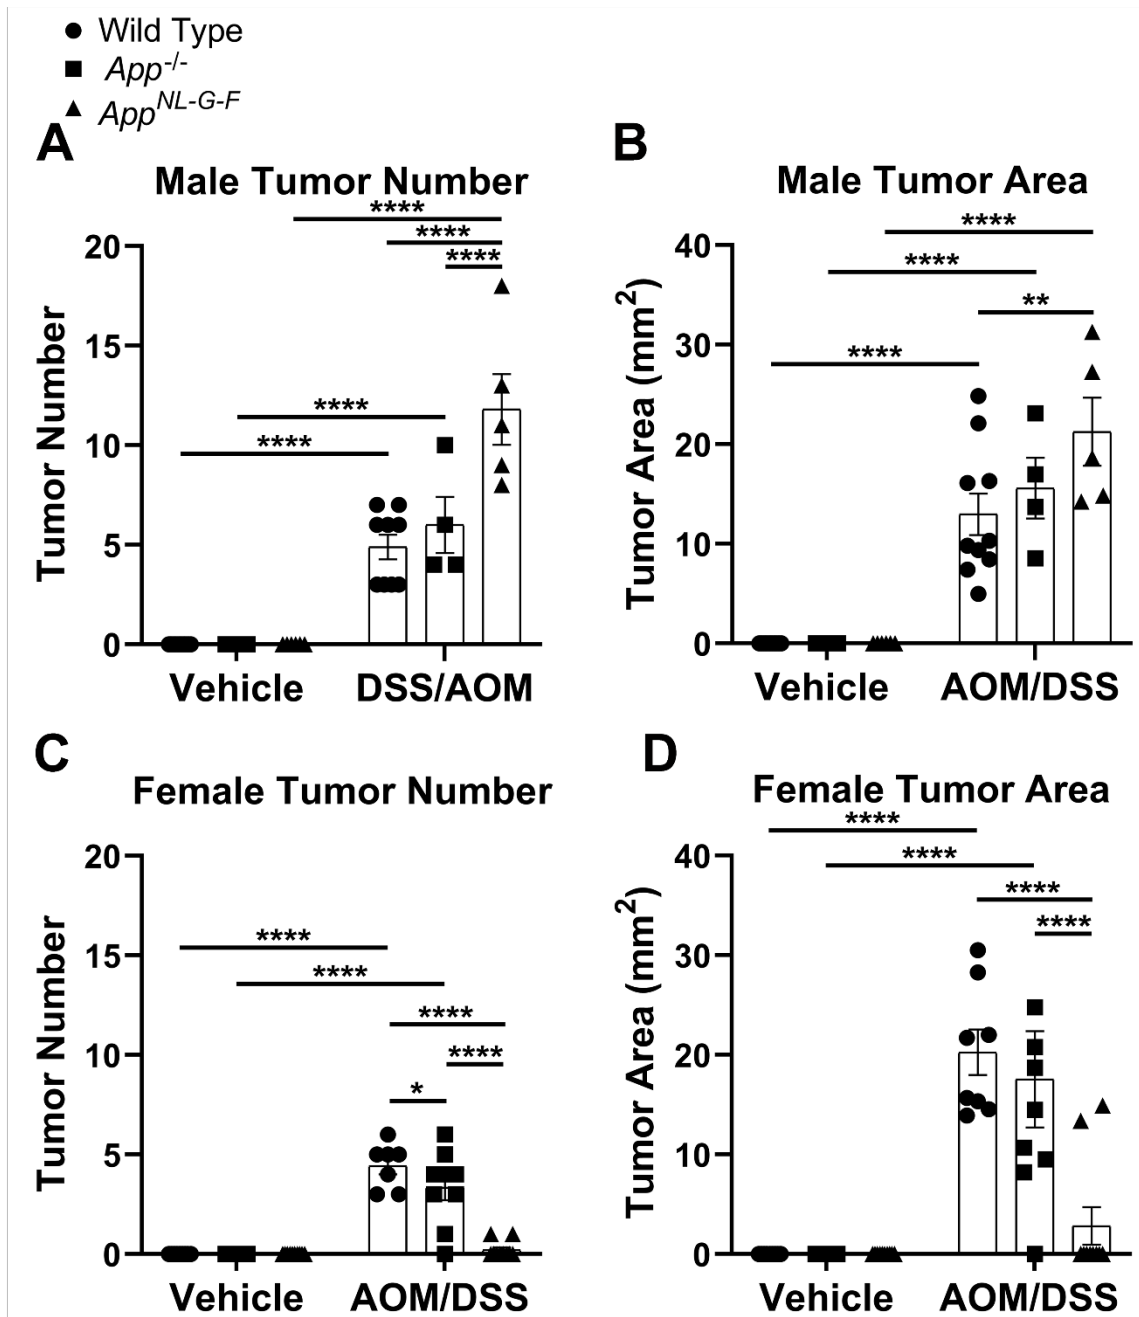 Wild Type
App-/-
AppNL-G-F
A
Male Tumor Number
****
****
****
****
****
20
15
10
5
0
Tumor Number
Vehicle
DSS/AOM
B
Male Tumor Area
****
****
**
****
40
30
20
10
0
Tumor Area (mm2)
Vehicle
AOM/DSS
C
Female Tumor Number
****
****
****
****
*
20
15
10
5
0
Tumor Number
Vehicle
AOM/DSS
D
Female Tumor Area
****
****
****
****
40
30
20
10
0
Tumor Area (mm2)
Vehicle
AOM/DSS